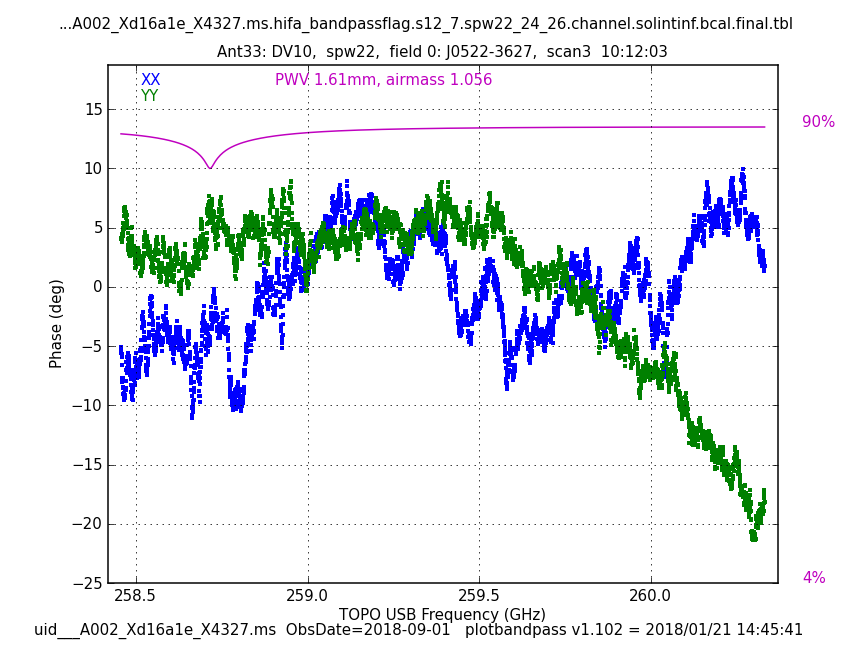 ...A002_Xd16a1e_X4327.ms.hifa_bandpassflag.s12_7.spw22_24_26.channel.solintinf.bcal.final.tbl
Ant33: DV10,  spw22,  field 0: J0522-3627,  scan3  10:12:03
XX
PWV 1.61mm, airmass 1.056
YY
15
90%
10
5
0
Phase (deg)
−5
−10
−15
−20
−25
4%
258.5
259.0
259.5
260.0
TOPO USB Frequency (GHz)
uid___A002_Xd16a1e_X4327.ms  ObsDate=2018-09-01   plotbandpass v1.102 = 2018/01/21 14:45:41